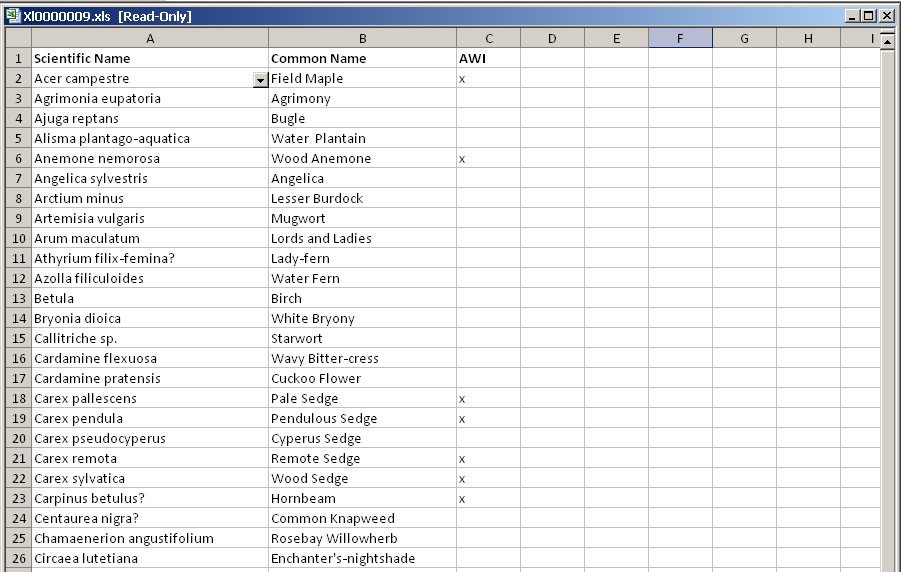 Xl0000009.xls [Read-Only]
A B C D E F G H I
1 Scientific Name Common Name AWI
2 Acer campestre Field Maple x
3 Agrimonia eupatoria Agrimony
4 Ajuga reptans Bugle
5 Alisma plantago-aquatica Water Plantain
6 Anemone nemorosa Wood Anemone x
7 Angelica sylvestris Angelica
8 Arctium minus Lesser Burdock
9 Artemisia vulgaris Mugwort
10 Arum maculatum Lords and Ladies
11 Athyrium filix-femina? Lady-fern
12 Azolla filiculoides Water Fern
13 Betula Birch
14 Bryonia dioica White Bryony
15 Callitriche sp. Starwort
16 Cardamine flexuosa Wavy Bitter-cress
17 Cardamine pratensis Cuckoo Flower
18 Carex pallescens Pale Sedge x
19 Carex pendula Pendulous Sedge x
20 Carex pseudocyperus Cyperus Sedge
21 Carex remota Remote Sedge x
22 Carex sylvatica Wood Sedge x
23 Carpinus betulus? Hornbeam x
24 Centaurea nigra? Common Knapweed
25 Chamaenerion angustifolium Rosebay Willowherb
26 Circaea lutetiana Enchanter's-nightshade